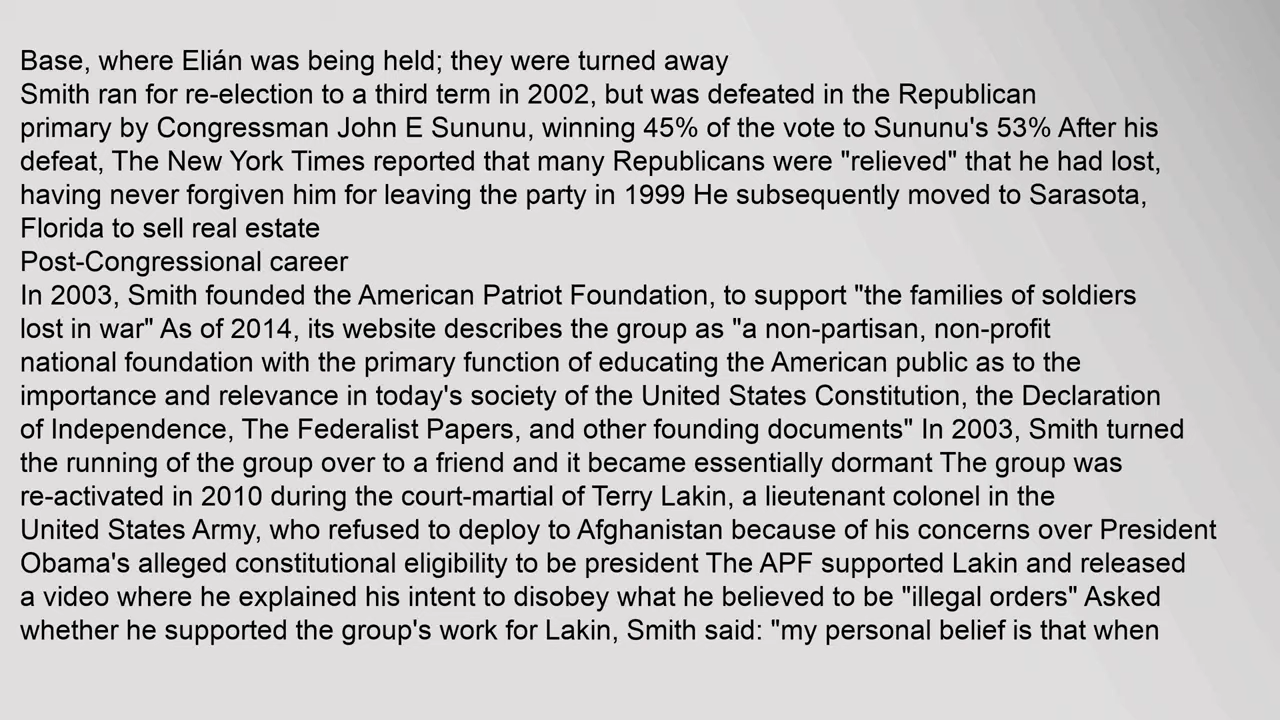 Base, where Elián was being held; they were turned away
Smith ran for re-election to a third term in 2002, but was defeated in the Republican
primary by Congressman John E Sununu, winning 45% of the vote to Sununu's 53% After his
defeat, The New York Times reported that many Republicans were "relieved" that he had lost,
having never forgiven him for leaving the party in 1999 He subsequently moved to Sarasota,
Florida to sell real estate
Post-Congressional career
In 2003, Smith founded the American Patriot Foundation, to support "the families of soldiers
lost in war" As of 2014, its website describes the group as "a non-partisan, non-profit
national foundation with the primary function of educating the American public as to the
importance and relevance in today's society of the United States Constitution, the Declaration
of Independence, The Federalist Papers, and other founding documents" In 2003, Smith turned
the running of the group over to a friend and it became essentially dormant The group was
re-activated in 2010 during the court-martial of Terry Lakin, a lieutenant colonel in the
United States Army, who refused to deploy to Afghanistan because of his concerns over President
Obama's alleged constitutional eligibility to be president The APF supported Lakin and released
a video where he explained his intent to disobey what he believed to be "illegal orders" Asked
whether he supported the group's work for Lakin, Smith said: "my personal belief is that when